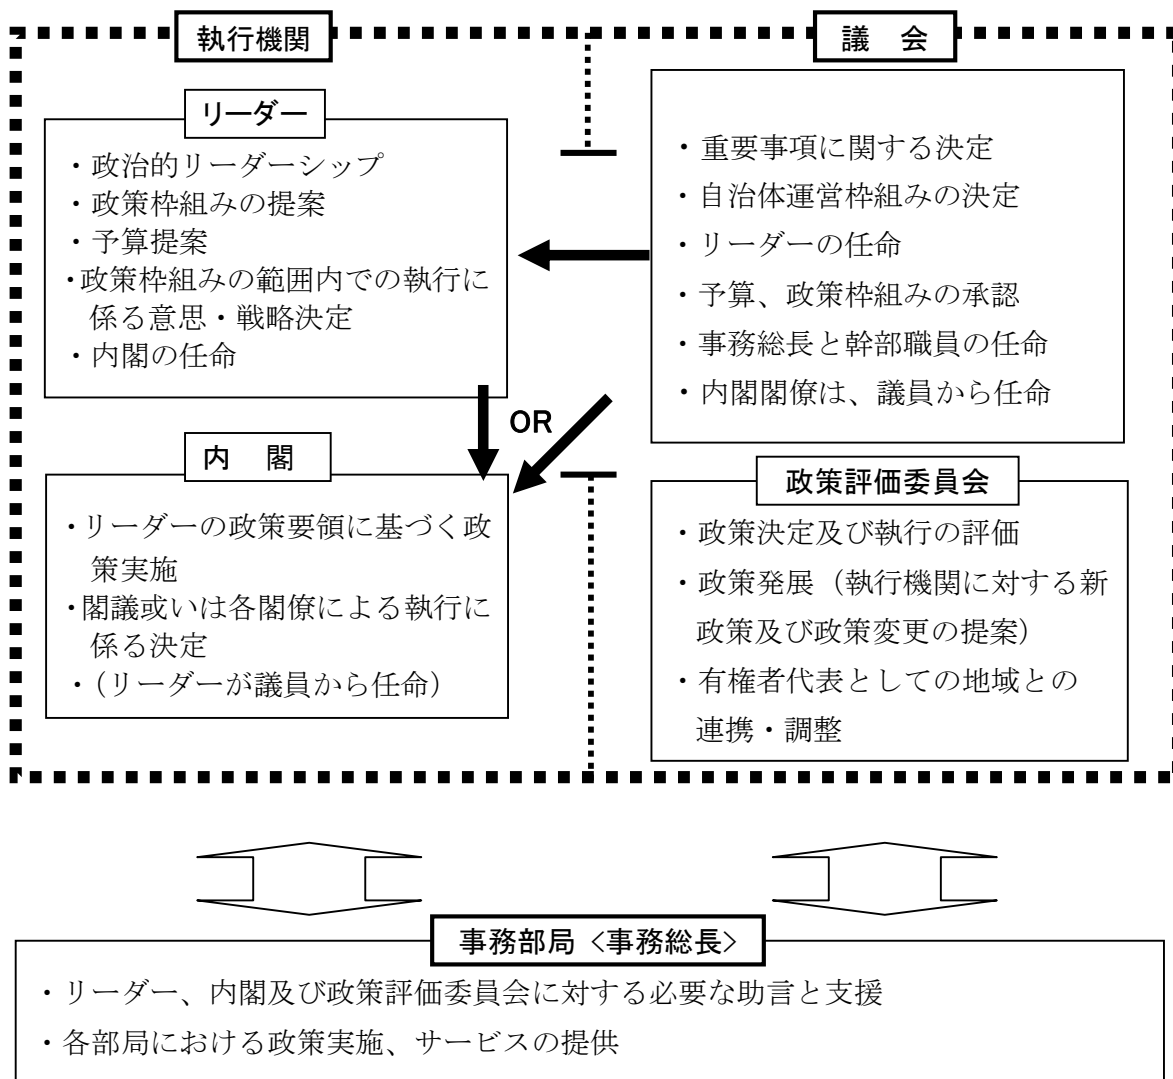 執行機関
議　会
リーダー
・政治的リーダーシップ
・政策枠組みの提案
・予算提案
・政策枠組みの範囲内での執行に
係る意思・戦略決定
・内閣の任命
・重要事項に関する決定
・自治体運営枠組みの決定
・リーダーの任命
・予算、政策枠組みの承認
・事務総長と幹部職員の任命
・内閣閣僚は、議員から任命
OR
内　閣
・リーダーの政策要領に基づく政
策実施
・閣議或いは各閣僚による執行に
係る決定
・（リーダーが議員から任命）
政策評価委員会
・政策決定及び執行の評価
・政策発展（執行機関に対する新
政策及び政策変更の提案）
・有権者代表としての地域との
連携・調整
事務部局〈事務総長〉
・リーダー、内閣及び政策評価委員会に対する必要な助言と支援
・各部局における政策実施、サービスの提供